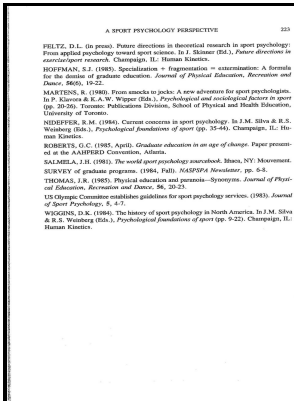 A SPORT PSYCHOLOGY PERSPECTIVE 223
FELTZ, D.L. (in press). Future directions in theoretical research in sport psychology:
From applied psychology toward sport science. In J. Skinner (Ed.), Future directions in
exercise/sport research. Champaign, IL: Human Kinetics.
HOFFMAN, S.J. (1985). Specialization + fragmentation = extermination: A formula
for the demise of graduate education. Journal of Physical Education, Recreation and
Dance, 56(6), 19-22.
MARTENS, R. (1980). From smocks to jocks: A new adventure for sport psychologists.
In P. Klavora & K.A.W. Wipper (Eds.), Psychological and sociological factors in sport
(pp. 20-26). Toronto: Publications Division, School of Physical and Health Education,
University of Toronto.
NIDEFFER, R.M. (1984). Current concerns in sport psychology. In J.M. Silva & R.S.
Weinberg (Eds.), Psychological foundations of sport (pp. 35-44). Champaign, IL: Hu-
man Kinetics.
ROBERTS, G.C. (1985, April). Graduate education in an age of change. Paper present-
ed at the AAHPERD Convention, Atlanta.
SALMELA, J.H. (1981). The world sport psychology sourcebook. Ithaca, NY: Mouvement.
SURVEY of graduate programs. (1984, Fall). NASPSPA Newsletter, pp. 6-8.
THOMAS, J.R. (1985). Physical education and paranoia—Synonyms. Journal of Physi-
cal Education, Recreation and Dance, 56, 20-23.
US Olympic Committee establishes guidelines for sport psychology services. (1983). Journal
of Sport Psychology, 5, 4-7.
WIGGINS, D.K. (1984). The history of sport psychology in North America. In J.M. Silva
& R.S. Weinberg (Eds.), Psychological foundations of sport (pp. 9-22). Champaign, IL:
Human Kinetics.